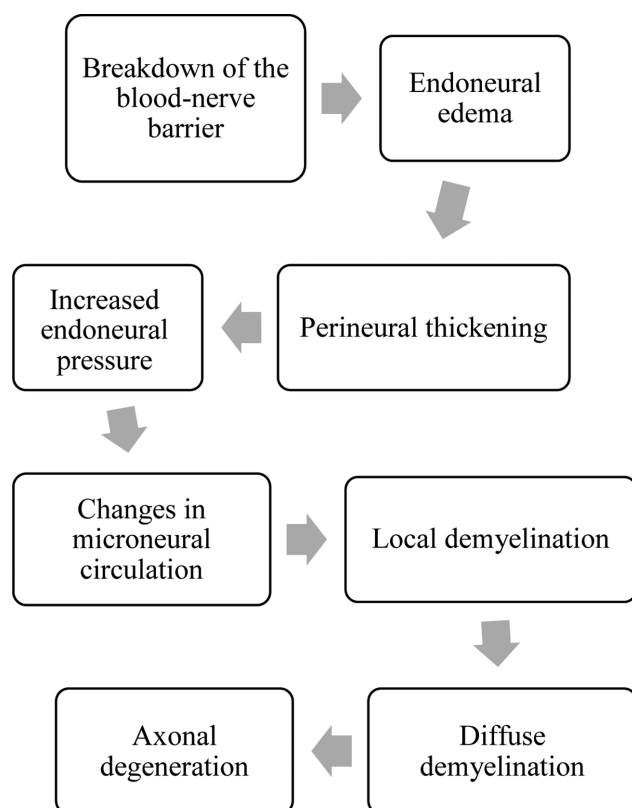 Breakdown of the
blood-nerve
barrier
Endoneural
edema
Perineural thickening
Increased
endoneural
pressure
Changes in
microneural
circulation
Local demyelination
Diffuse
demyelination
Axonal
degeneration